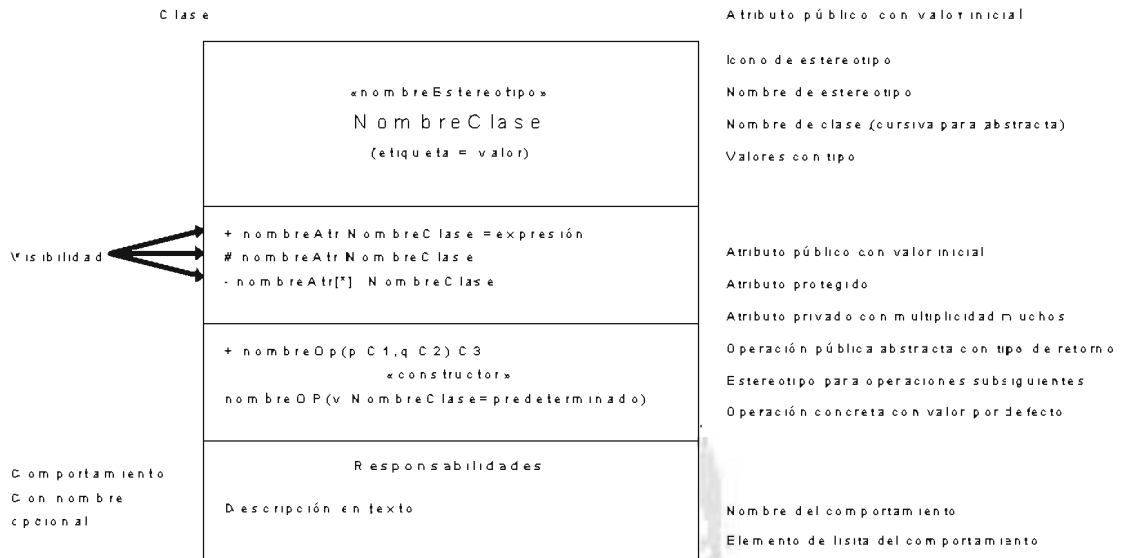 Clase
Atributo público con valor inicial
Icono de estereotipo
«nombreEstereotipo»
Nombre de estereotipo
NombreClase
Nombre de clase (cursiva para abstracta)
(etiqueta = valor)
Valores con tipo
Visibilidad
+ nombreAtr NombreClase =expresión
# nombreAtr NombreClase
- nombreAtr[*] NombreClase
Atributo público con valor inicial
Atributo protegido
Atributo privado con multiplicidad muchos
+ nombreOp(p C1,q C2) C3
Operación pública abstracta con tipo de retorno
«constructor»
Estereotipo para operaciones subsiguientes
nombreOP(v NombreClase=predeterminado)
Operación concreta con valor por defecto
Responsabilidades
Comportamiento
Con nombre
opcional
Descripción en texto
Nombre del comportamiento
Elemento de lisita del comportamiento